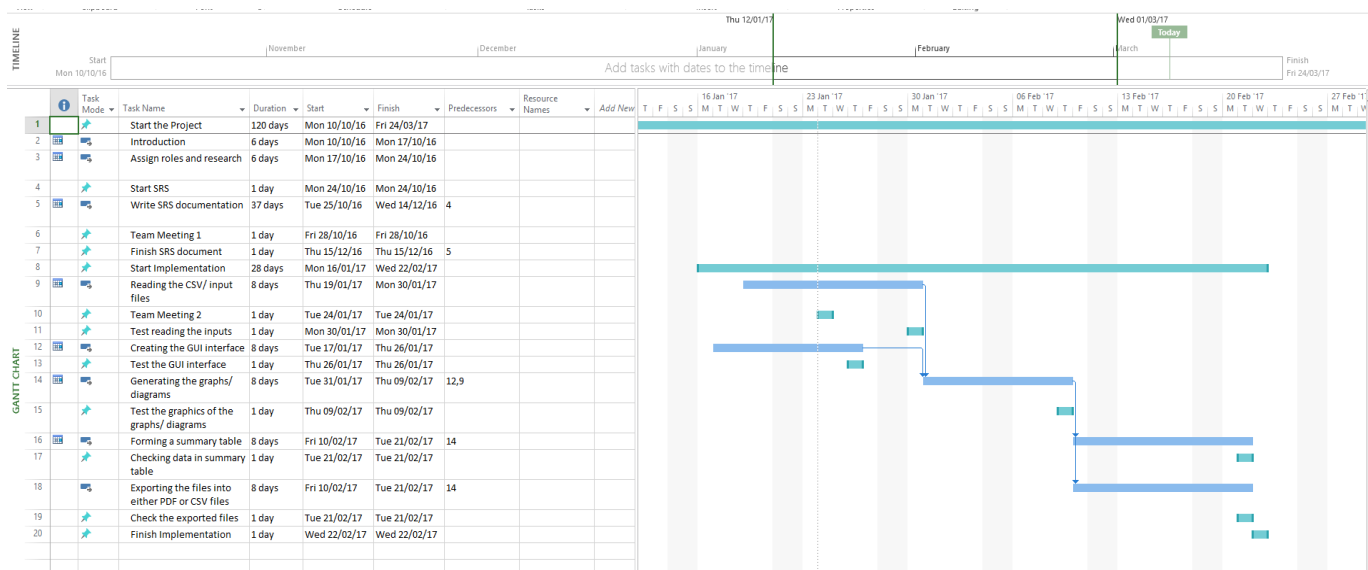 Thu 12/01/17
Wed 01/03/17
Today
TIMELINE
November
December
January
February
March
Start
Mon 10/10/16
Add tasks with dates to the timeline
Finish
Fri 24/03/17
Task Mode Task Name Duration Start Finish Predecessors Resource Names Add New
16 Jan '17 23 Jan '17 30 Jan '17 06 Feb '17 13 Feb '17 20 Feb '17 27 Feb '17
T F S S M T W T F S S M T W T F S S M T W T F S S M T W T F S S M T W T F S S M T W T F S S M T W
GANTT CHART
1 Start the Project 120 days Mon 10/10/16 Fri 24/03/17
2 Introduction 6 days Mon 10/10/16 Mon 17/10/16
3 Assign roles and research 6 days Mon 17/10/16 Mon 24/10/16
4 Start SRS 1 day Mon 24/10/16 Mon 24/10/16
5 Write SRS documentation 37 days Tue 25/10/16 Wed 14/12/16 4
6 Team Meeting 1 1 day Fri 28/10/16 Fri 28/10/16
7 Finish SRS document 1 day Thu 15/12/16 Thu 15/12/16 5
8 Start Implementation 28 days Mon 16/01/17 Wed 22/02/17
9 Reading the CSV/ input files 8 days Thu 19/01/17 Mon 30/01/17
10 Team Meeting 2 1 day Tue 24/01/17 Tue 24/01/17
11 Test reading the inputs 1 day Mon 30/01/17 Mon 30/01/17
12 Creating the GUI interface 8 days Tue 17/01/17 Thu 26/01/17
13 Test the GUI interface 1 day Thu 26/01/17 Thu 26/01/17
14 Generating the graphs/ diagrams 8 days Tue 31/01/17 Thu 09/02/17 12,9
15 Test the graphics of the graphs/ diagrams 1 day Thu 09/02/17 Thu 09/02/17
16 Forming a summary table 8 days Fri 10/02/17 Tue 21/02/17 14
17 Checking data in summary table 1 day Tue 21/02/17 Tue 21/02/17
18 Exporting the files into either PDF or CSV files 8 days Fri 10/02/17 Tue 21/02/17 14
19 Check the exported files 1 day Tue 21/02/17 Tue 21/02/17
20 Finish Implementation 1 day Wed 22/02/17 Wed 22/02/17